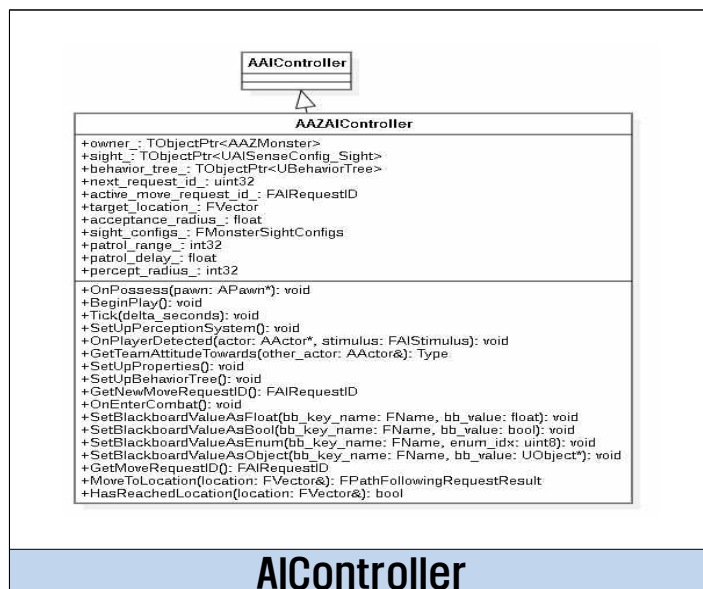 AAIController
AAZAIController
+owner_: TObjectPtr<AAZMonster>
+sight_: TObjectPtr<UAISenseConfig_Sight>
+behavior_tree_: TObjectPtr<UBehaviorTree>
+next_request_id_: uint32
+active_move_request_id_: FAIRequestID
+target_location_: FVector
+acceptance_radius_: float
+sight_configs_: FMonsterSightConfigs
+patrol_range_: int32
+patrol_delay_: float
+percept_radius_: int32
+OnPossess(pawn: APawn*): void
+BeginPlay(): void
+Tick(delta_seconds): void
+SetUpPerceptionSystem(): void
+OnPlayerDetected(actor: AActor*, stimulus: FAIStimulus): void
+GetTeamAttitudeTowards(other_actor: AActor&): Type
+SetUpProperties(): void
+SetUpBehaviorTree(): void
+GetNewMoveRequestID(): FAIRequestID
+OnEnterCombat(): void
+SetBlackboardValueAsFloat(bb_key_name: FName, bb_value: float): void
+SetBlackboardValueAsBool(bb_key_name: FName, bb_value: bool): void
+SetBlackboardValueAsEnum(bb_key_name: FName, enum_idx: uint8): void
+SetBlackboardValueAsObject(bb_key_name: FName, bb_value: UObject*): void
+GetMoveRequestID(): FAIRequestID
+MoveToLocation(location: FVector&): FPathFollowingRequestResult
+HasReachedLocation(location: FVector&): bool
AIController